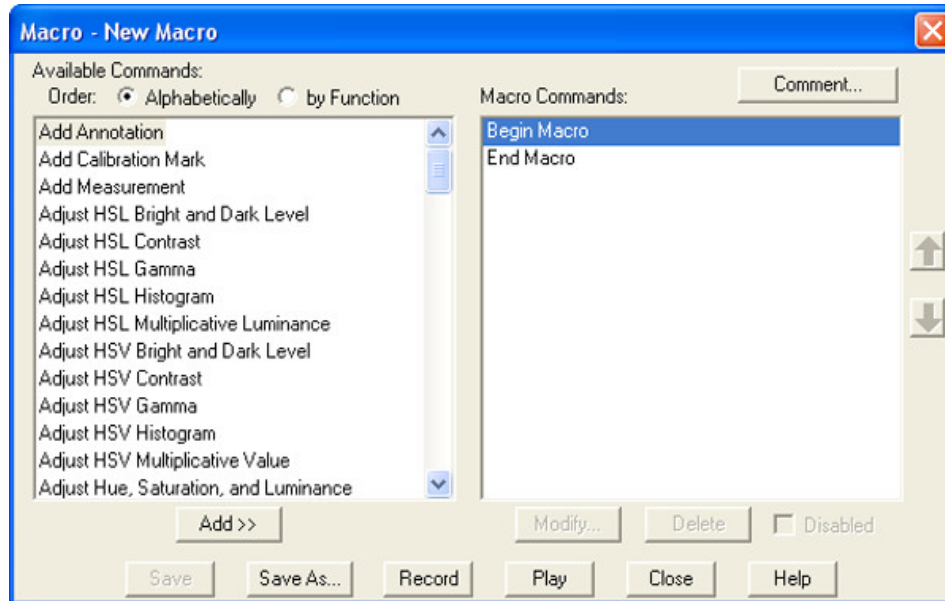 Macro - New Macro
Available Commands:
Order: Alphabetically by Function
Macro Commands:
Comment...
Add Annotation
Add Calibration Mark
Add Measurement
Adjust HSL Bright and Dark Level
Adjust HSL Contrast
Adjust HSL Gamma
Adjust HSL Histogram
Adjust HSL Multiplicative Luminance
Adjust HSV Bright and Dark Level
Adjust HSV Contrast
Adjust HSV Gamma
Adjust HSV Histogram
Adjust HSV Multiplicative Value
Adjust Hue, Saturation, and Luminance
Begin Macro
End Macro
Add >>
Modify...
Delete
Disabled
Save
Save As...
Record
Play
Close
Help